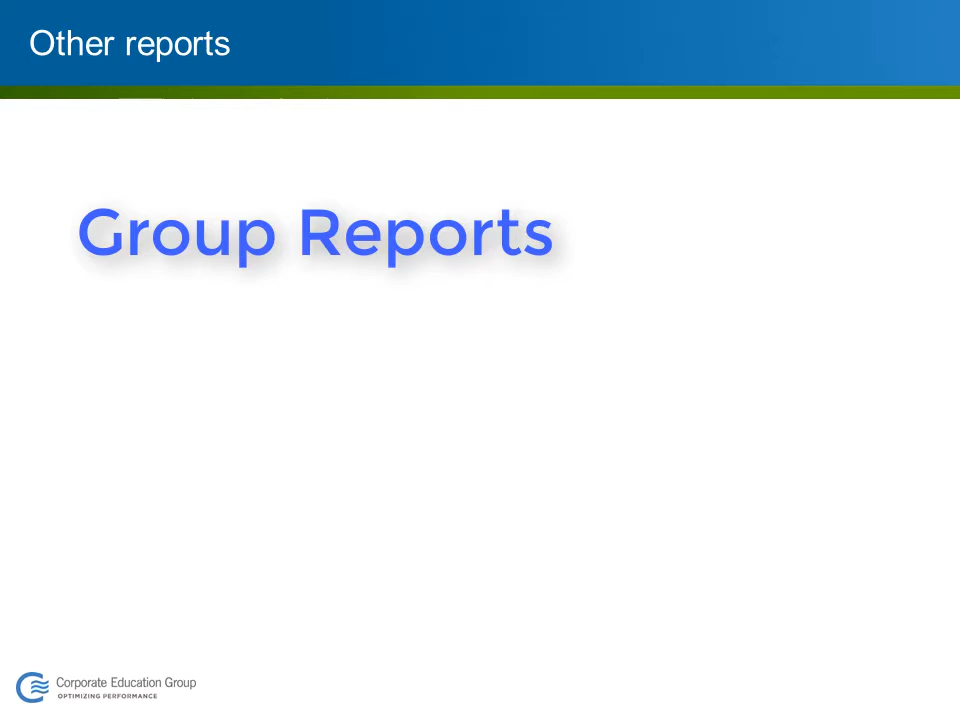 Other reports
Group Reports
Corporate Education Group
OPTIMIZING PERFORMANCE